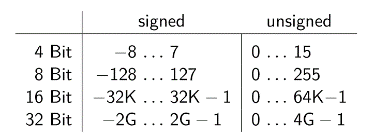 signed unsigned
4 Bit −8 ... 7 0 ... 15
8 Bit −128 ... 127 0 ... 255
16 Bit −32K ... 32K − 1 0 ... 64K−1
32 Bit −2G ... 2G − 1 0 ... 4G − 1